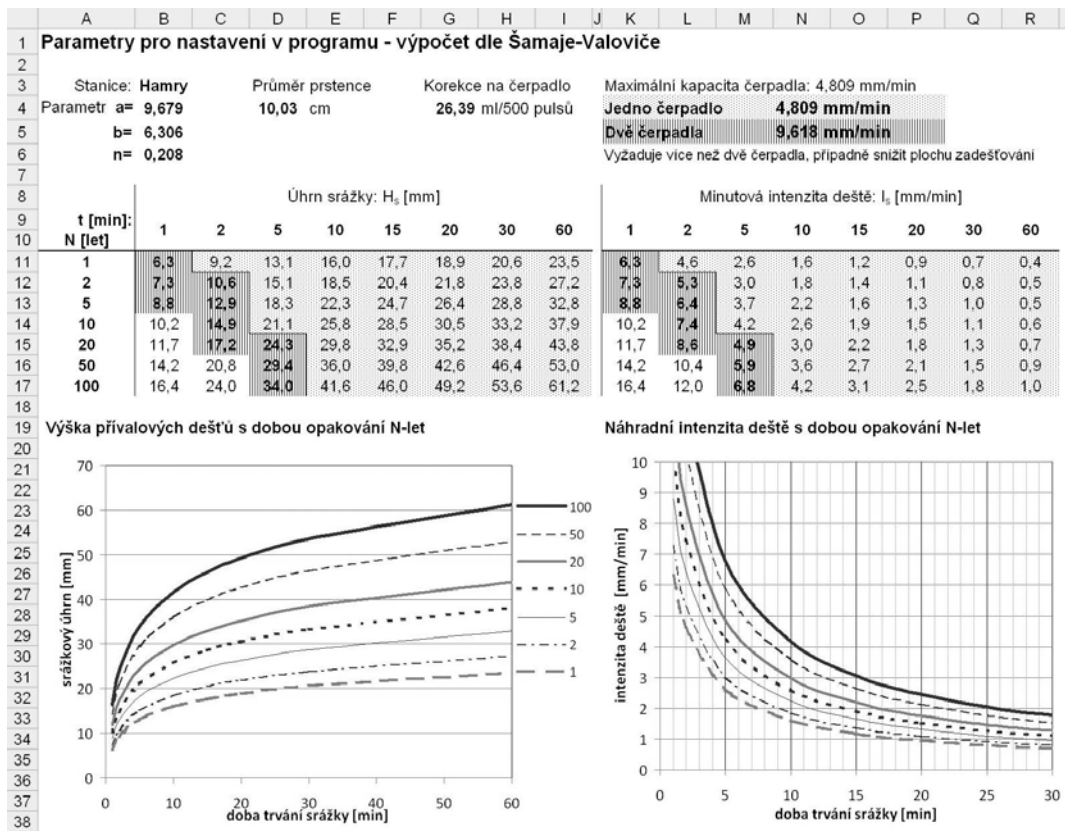 A B C D E F G H I J K L M N O P Q R
1 Parametry pro nastavení v programu - výpočet dle Šamaje-Valoviče
2
3 Stanice: Hamry Průměr prstence Korekce na čerpadlo Maximální kapacita čerpadla: 4,809 mm/min
4 Parametr a= 9,679 10,03 cm 26,39 ml/500 pulsů Jedno čerpadlo 4,809 mm/min
5 b= 6,306 Dvě čerpadla 9,618 mm/min
6 n= 0,208 Vyžaduje více než dvě čerpadla, případně snížit plochu zadešťování
7
8 Úhrn srážky: Hs [mm] Minutová intenzita deště: Is [mm/min]
9 t [min]: 1 2 5 10 15 20 30 60 1 2 5 10 15 20 30 60
10 N [let]
11 1 6,3 9,2 13,1 16,0 17,7 18,9 20,6 23,5 6,3 4,6 2,6 1,6 1,2 0,9 0,7 0,4
12 2 7,3 10,6 15,1 18,5 20,4 21,8 23,8 27,2 7,3 5,3 3,0 1,8 1,4 1,1 0,8 0,5
13 5 8,8 12,9 18,3 22,3 24,7 26,4 28,8 32,8 8,8 6,4 3,7 2,2 1,6 1,3 1,0 0,5
14 10 10,2 14,9 21,1 25,8 28,5 30,5 33,2 37,9 10,2 7,4 4,2 2,6 1,9 1,5 1,1 0,6
15 20 11,7 17,2 24,3 29,8 32,9 35,2 38,4 43,8 11,7 8,6 4,9 3,0 2,2 1,8 1,3 0,7
16 50 14,2 20,8 29,4 36,0 39,8 42,6 46,4 53,0 14,2 10,4 5,9 3,6 2,7 2,1 1,5 0,9
17 100 16,4 24,0 34,0 41,6 46,0 49,2 53,6 61,2 16,4 12,0 6,8 4,2 3,1 2,5 1,8 1,0
18
19 Výška přívalových dešťů s dobou opakování N-let Náhradní intenzita deště s dobou opakování N-let
20
21
22
23
24
25
26
27
28
29
30
31
32
33
34
35
36
37
38
srážkový úhrn [mm]
70
60
50
40
30
20
10
0
0 10 20 30 40 50 60
doba trvání srážky [min]
100
50
20
10
5
2
1
intenzita deště [mm/min]
10
9
8
7
6
5
4
3
2
1
0
0 5 10 15 20 25 30
doba trvání srážky [min]